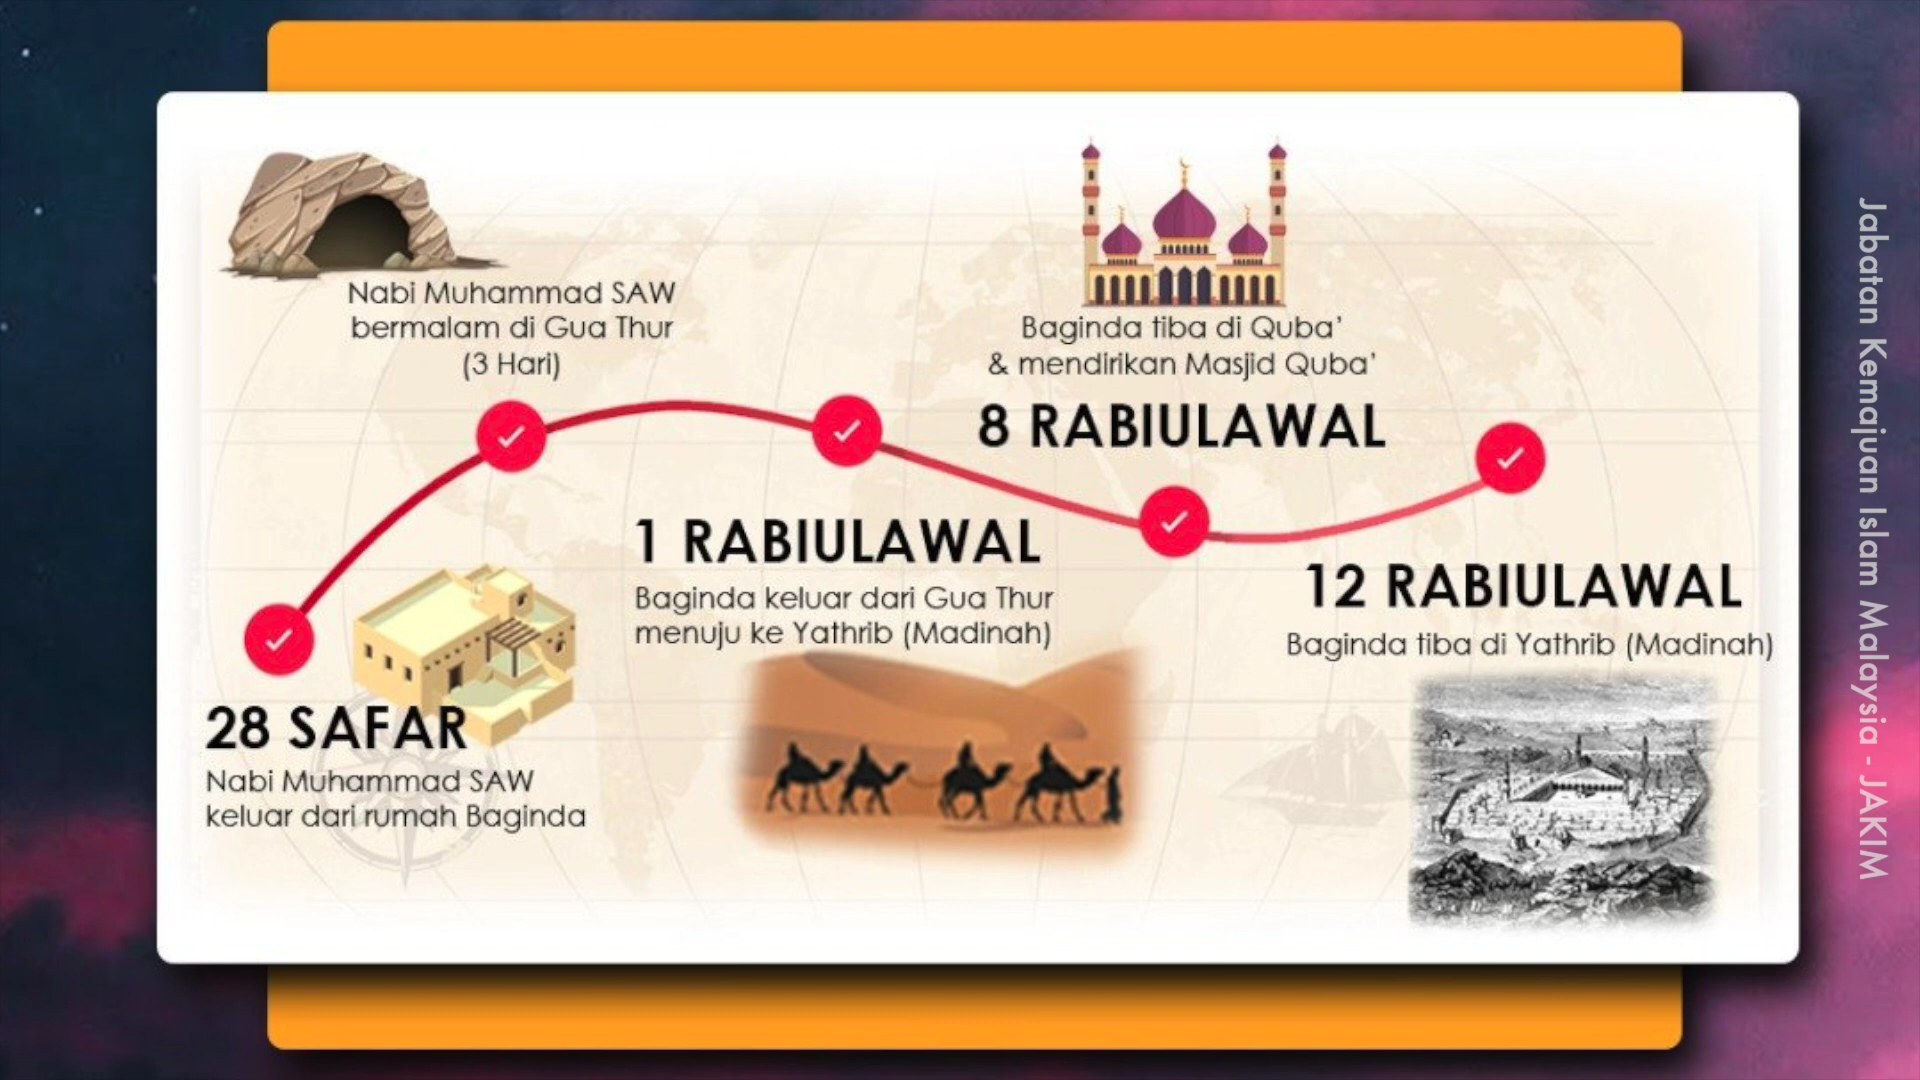 Nabi Muhammad SAW
bermalam di Gua Thur
(3 Hari)
Baginda tiba di Quba’
& mendirikan Masjid Quba’
8 RABIULAWAL
1 RABIULAWAL
Baginda keluar dari Gua Thur
menuju ke Yathrib (Madinah)
12 RABIULAWAL
Baginda tiba di Yathrib (Madinah)
28 SAFAR
Nabi Muhammad SAW
keluar dari rumah Baginda
Jabatan Kemajuan Islam Malaysia - JAKIM